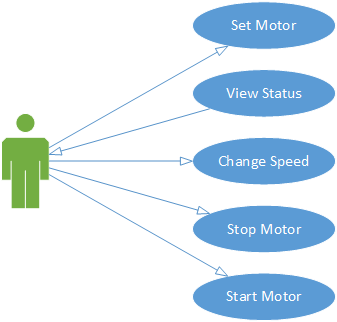 Set Motor
View Status
Change Speed
Stop Motor
Start Motor